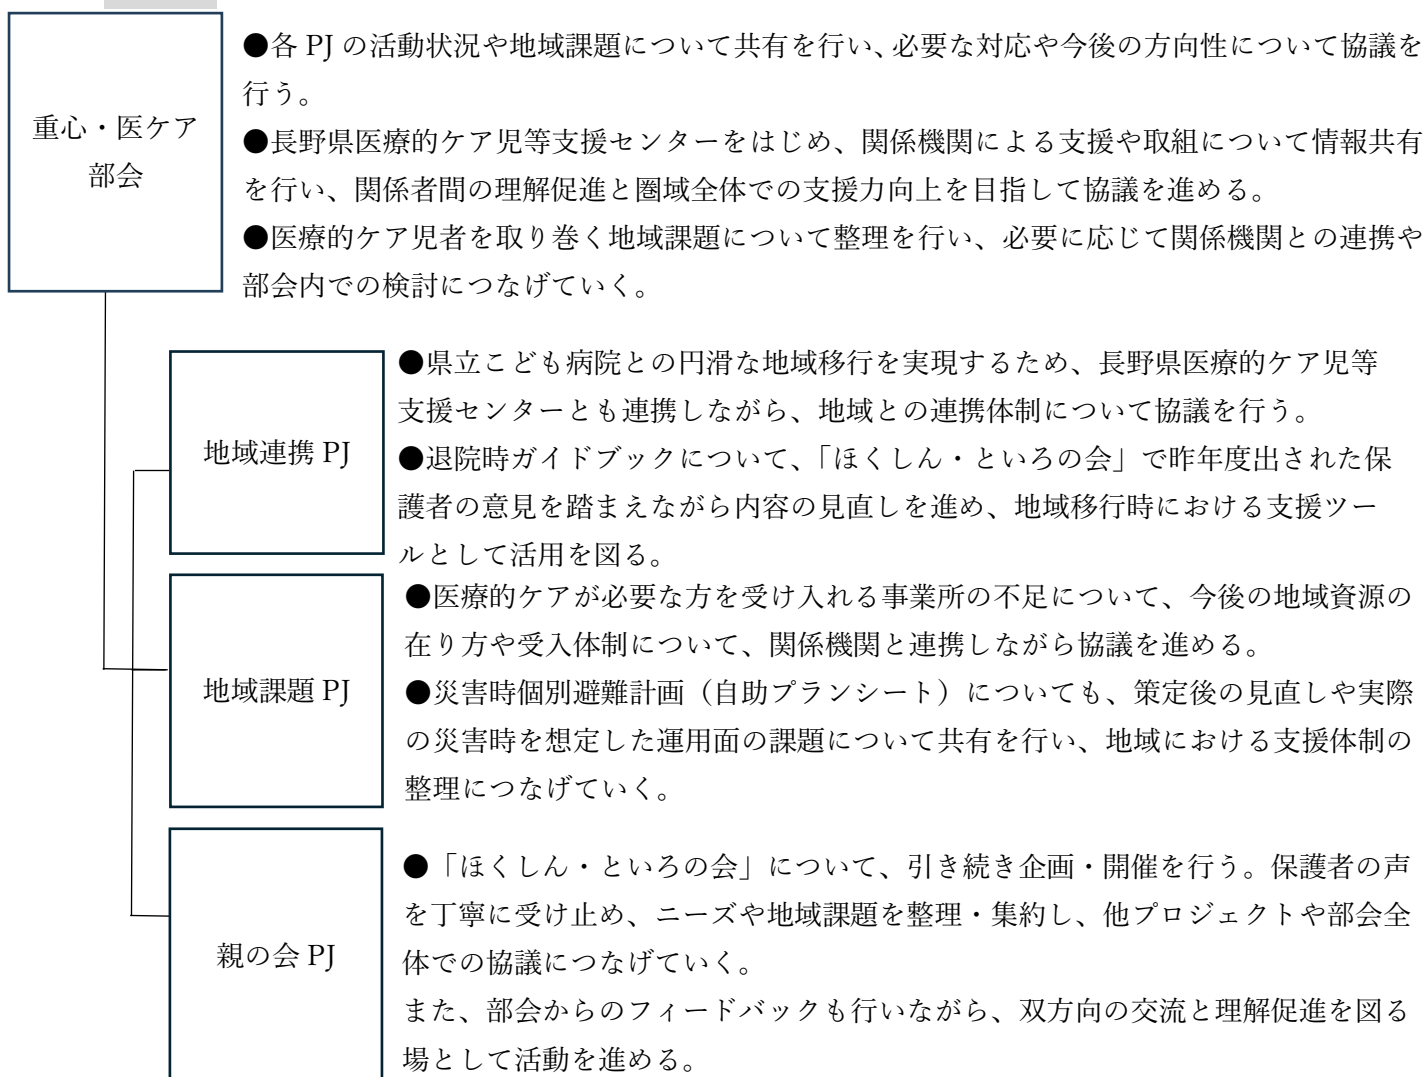 重心・医ケア
部会
●各 PJ の活動状況や地域課題について共有を行い、必要な対応や今後の方向性について協議を
行う。
●長野県医療的ケア児等支援センターをはじめ、関係機関による支援や取組について情報共有
を行い、関係者間の理解促進と圏域全体での支援力向上を目指して協議を進める。
●医療的ケア児者を取り巻く地域課題について整理を行い、必要に応じて関係機関との連携や
部会内での検討につなげていく。
地域連携 PJ
●県立こども病院との円滑な地域移行を実現するため、長野県医療的ケア児等
支援センターとも連携しながら、地域との連携体制について協議を行う。
●退院時ガイドブックについて、「ほくしん・といろの会」で昨年度出された保
護者の意見を踏まえながら内容の見直しを進め、地域移行時における支援ツー
ルとして活用を図る。
地域課題 PJ
●医療的ケアが必要な方を受け入れる事業所の不足について、今後の地域資源の
在り方や受入体制について、関係機関と連携しながら協議を進める。
●災害時個別避難計画（自助プランシート）についても、策定後の見直しや実際
の災害時を想定した運用面の課題について共有を行い、地域における支援体制の
整理につなげていく。
親の会 PJ
●「ほくしん・といろの会」について、引き続き企画・開催を行う。保護者の声
を丁寧に受け止め、ニーズや地域課題を整理・集約し、他プロジェクトや部会全
体での協議につなげていく。
また、部会からのフィードバックも行いながら、双方向の交流と理解促進を図る
場として活動を進める。